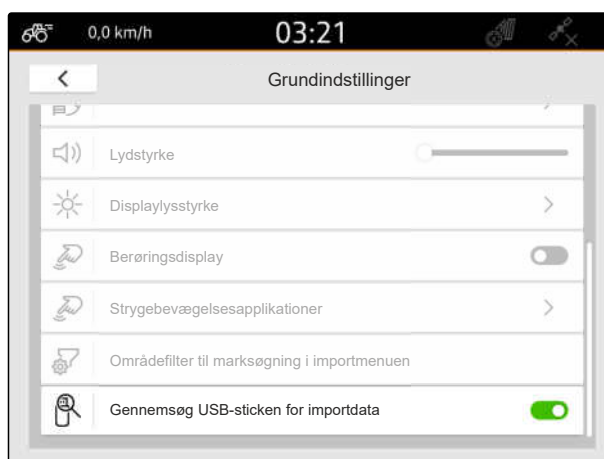 0,0 km/h
03:21
Grundindstillinger
Lydstyrke
Displaylysstyrke
Berøringsdisplay
Strygebevægelsesapplikationer
Områdefilter til marksøgning i importmenuen
Gennemsøg USB-sticken for importdata